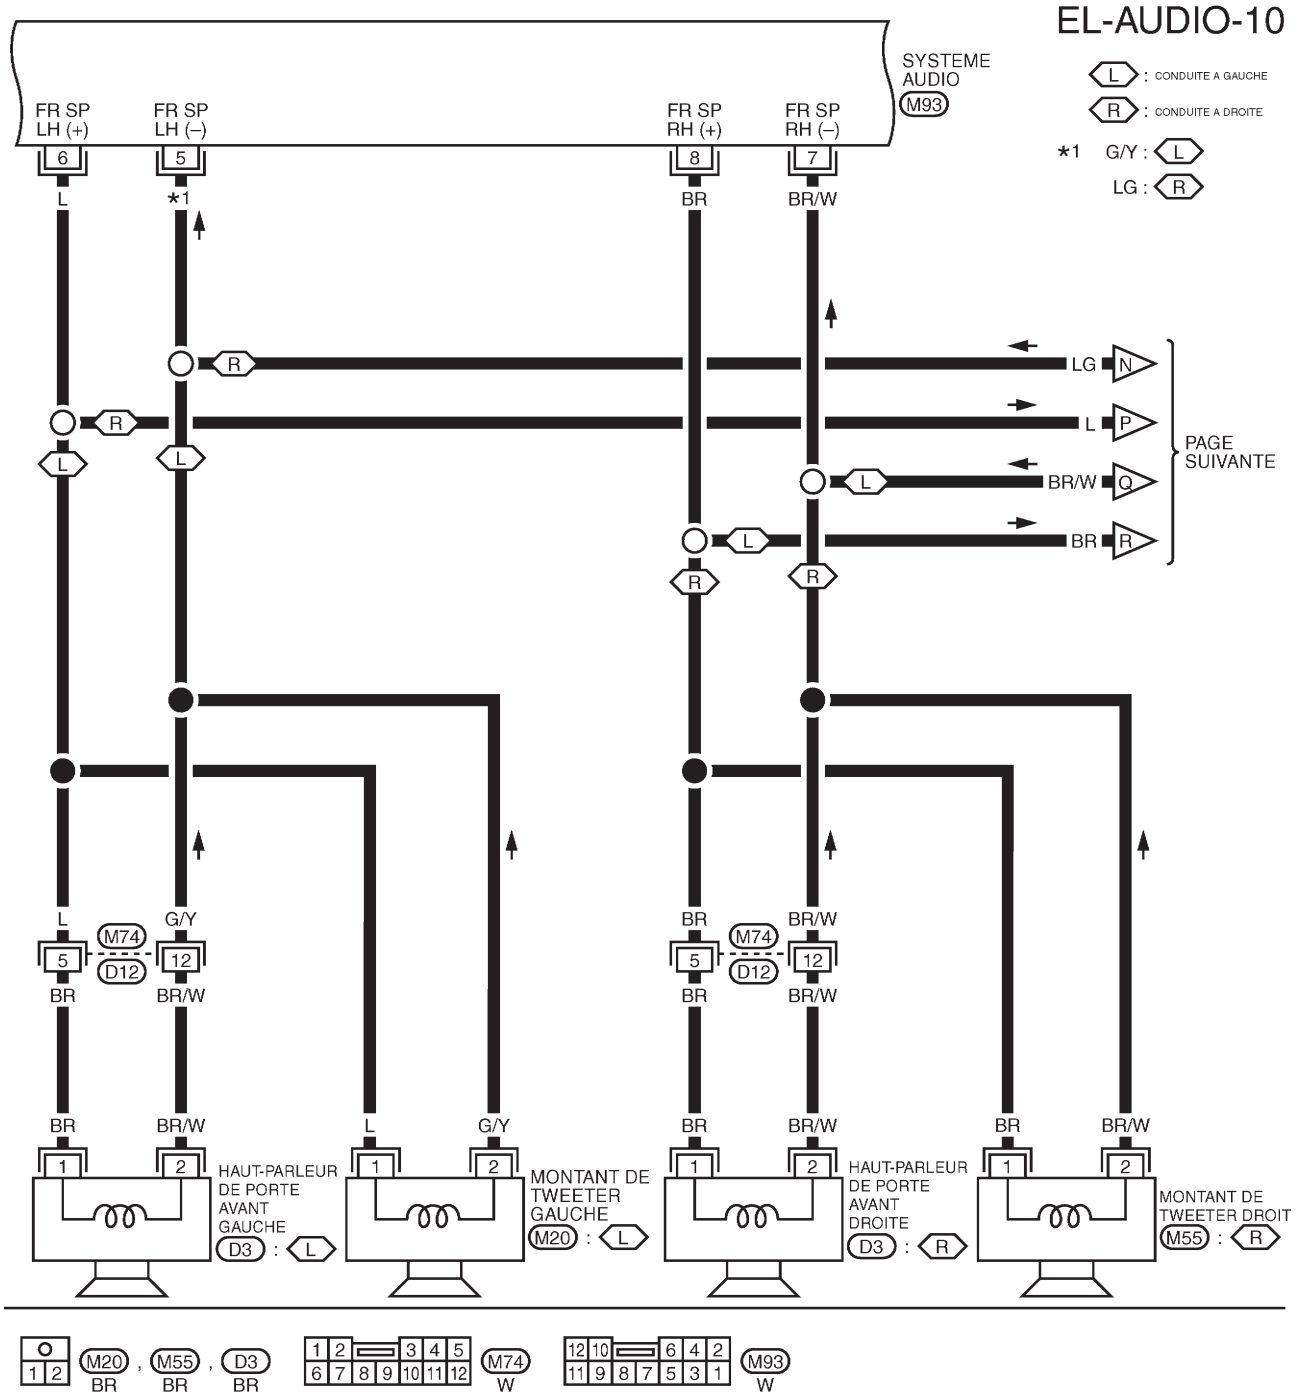 EL-AUDIO-10
L : CONDUITE A GAUCHE
R : CONDUITE A DROITE
*1 G/Y : L
LG : R
SYSTEME
AUDIO
M93
FR SP
LH (+)
FR SP
LH (–)
FR SP
RH (+)
FR SP
RH (–)
6 5 8 7
L *1 BR BR/W
R LG N
R L P
L L
L BR/W Q
L BR R
R R
PAGE
SUIVANTE
L G/Y BR BR/W
M74 M74
5 12 5 12
D12 D12
BR BR/W BR BR/W
BR BR/W L G/Y BR BR/W BR BR/W
1 2 1 2 1 2 1 2
HAUT-PARLEUR
DE PORTE
AVANT
GAUCHE
D3 : L
MONTANT DE
TWEETER
GAUCHE
M20 : L
HAUT-PARLEUR
DE PORTE
AVANT
DROITE
D3 : R
MONTANT DE
TWEETER DROIT
M55 : R
1 2
M20 , M55 , D3
BR BR BR
1 2 3 4 5
6 7 8 9 10 11 12
M74
W
12 10 6 4 2
11 9 8 7 5 3 1
M93
W